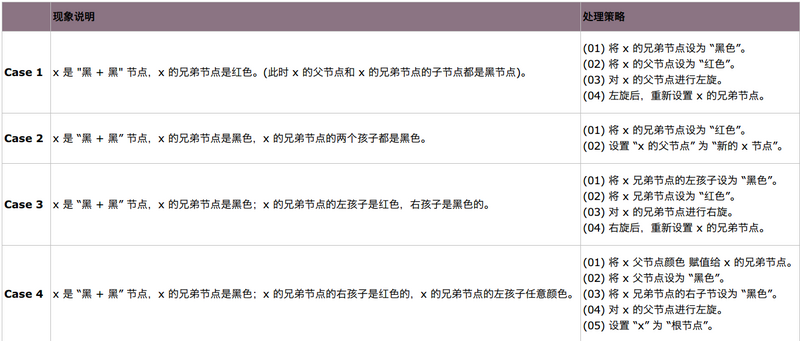 现象说明 处理策略
Case 1 x 是 "黑 + 黑" 节点，x 的兄弟节点是红色。(此时 x 的父节点和 x 的兄弟节点的子节点都是黑节点)。
(01) 将 x 的兄弟节点设为 “黑色”。
(02) 将 x 的父节点设为 “红色”。
(03) 对 x 的父节点进行左旋。
(04) 左旋后，重新设置 x 的兄弟节点。
Case 2 x 是 “黑 + 黑” 节点，x 的兄弟节点是黑色，x 的兄弟节点的两个孩子都是黑色。
(01) 将 x 的兄弟节点设为 “红色”。
(02) 设置 “x 的父节点” 为 “新的 x 节点”。
Case 3 x 是 “黑 + 黑” 节点，x 的兄弟节点是黑色；x 的兄弟节点的左孩子是红色，右孩子是黑色的。
(01) 将 x 兄弟节点的左孩子设为 “黑色”。
(02) 将 x 兄弟节点设为 “红色”。
(03) 对 x 的兄弟节点进行右旋。
(04) 右旋后，重新设置 x 的兄弟节点。
Case 4 x 是 “黑 + 黑” 节点，x 的兄弟节点是黑色；x 的兄弟节点的右孩子是红色的，x 的兄弟节点的左孩子任意颜色。
(01) 将 x 父节点颜色 赋值给 x 的兄弟节点。
(02) 将 x 父节点设为 “黑色”。
(03) 将 x 兄弟节点的右子节设为 “黑色”。
(04) 对 x 的父节点进行左旋。
(05) 设置 “x” 为 “根节点”。